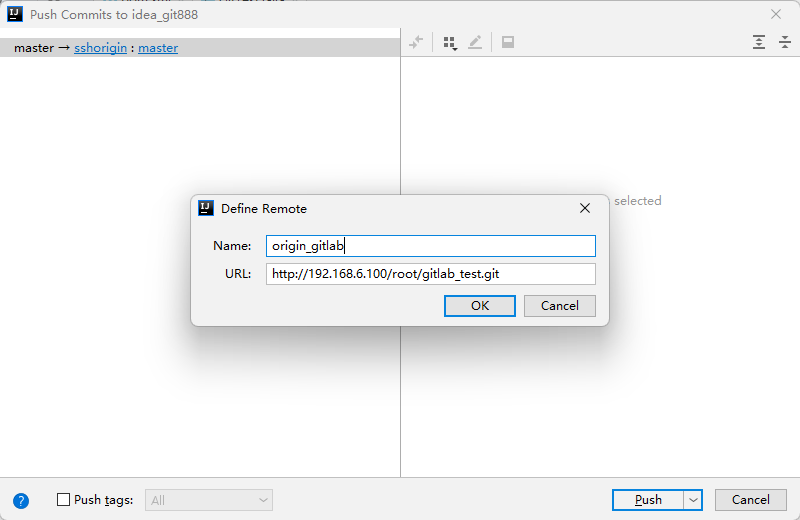 Push Commits to idea_git888
master → sshorigin : master
selected
Define Remote
Name: origin_gitlab
URL: http://192.168.6.100/root/gitlab_test.git
OK Cancel
? Push tags: All Push Cancel